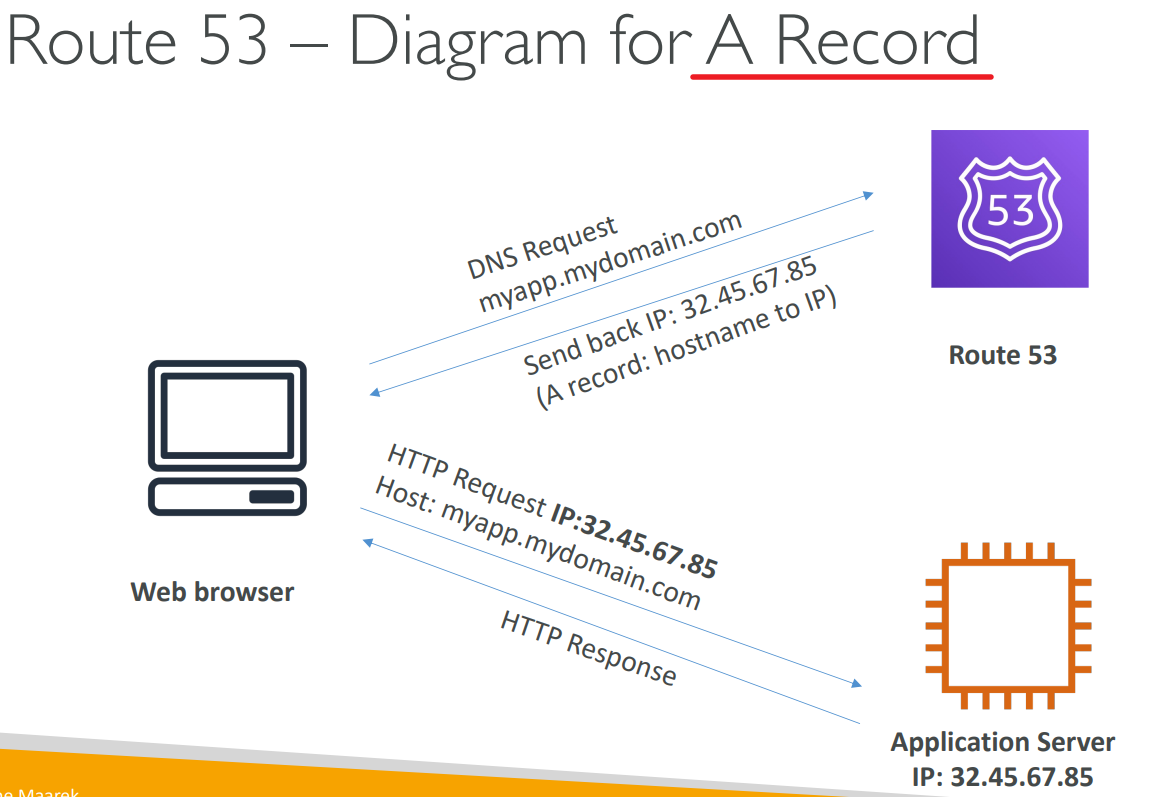 Route 53 – Diagram for A Record
53
DNS Request
myapp.mydomain.com
Send back IP: 32.45.67.85
(A record: hostname to IP)
Route 53
HTTP Request IP:32.45.67.85
Host: myapp.mydomain.com
HTTP Response
Web browser
Application Server
IP: 32.45.67.85
Maarek